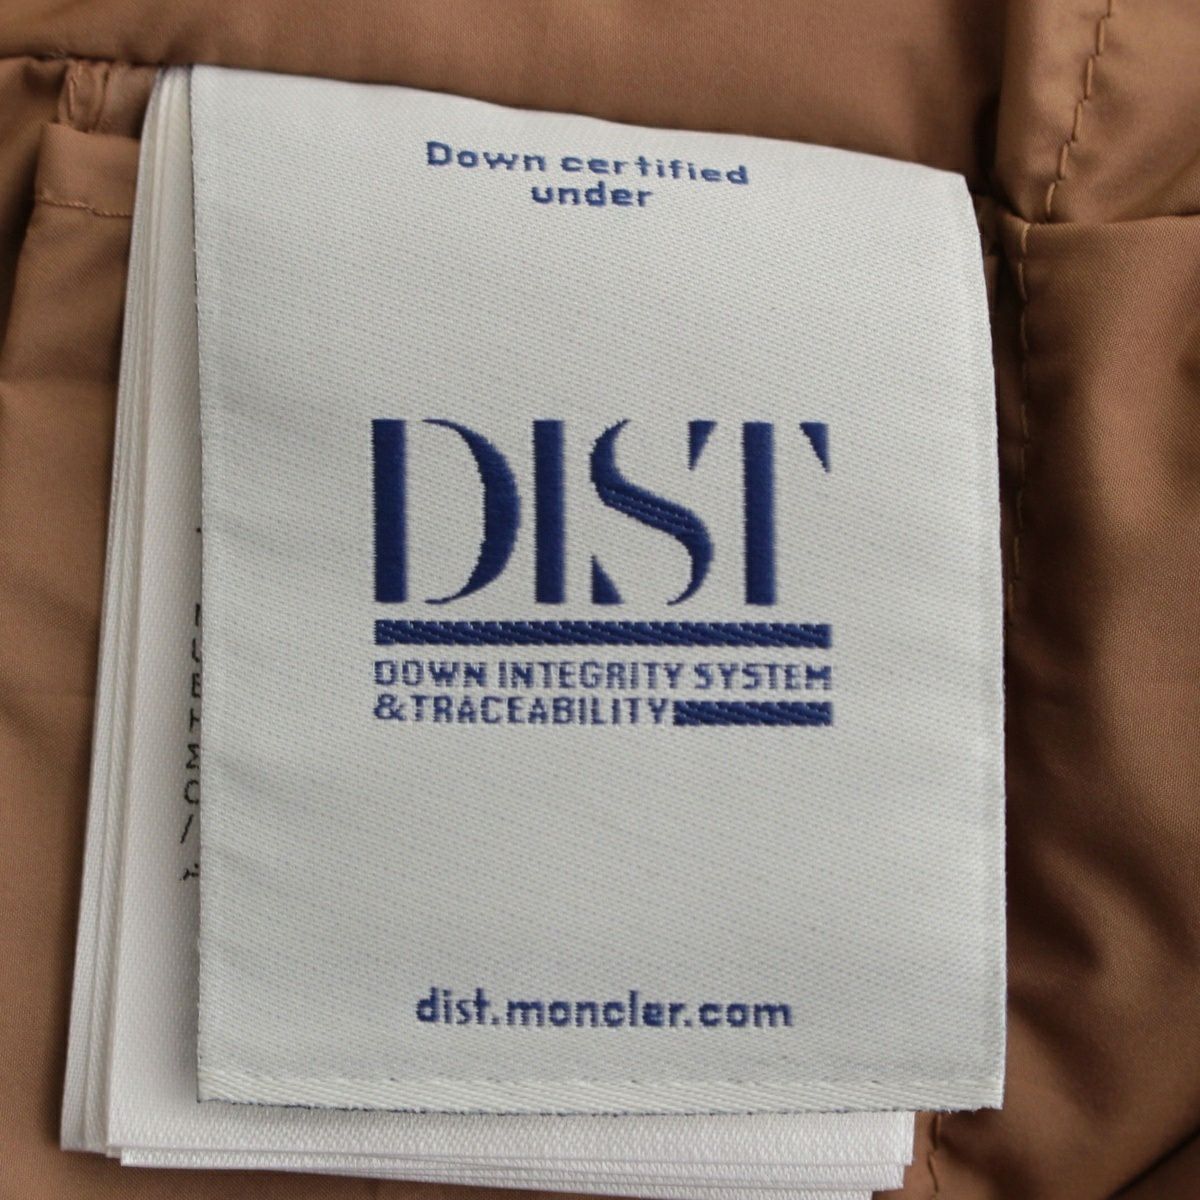 Down certified
under
DIST
DOWN INTEGRITY SYSTEM
& TRACEABILITY
dist.moncler.com